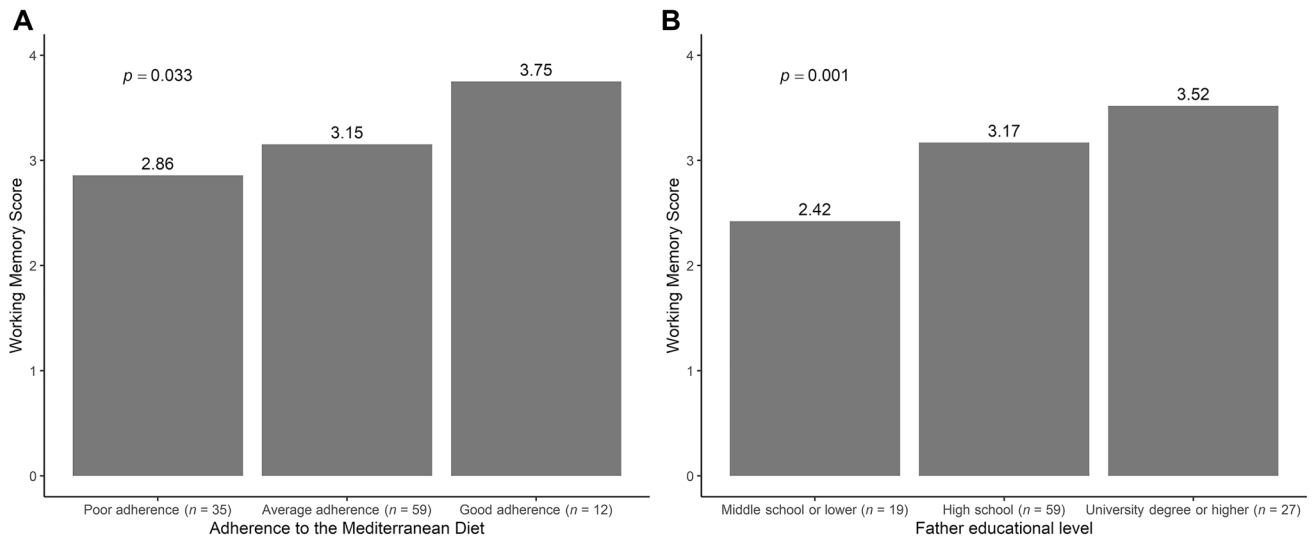 A
Working Memory Score
4
3
2
1
0
p = 0.033
2.86
3.15
3.75
Poor adherence (n = 35)
Average adherence (n = 59)
Good adherence (n = 12)
Adherence to the Mediterranean Diet
B
Working Memory Score
4
3
2
1
0
p = 0.001
2.42
3.17
3.52
Middle school or lower (n = 19)
High school (n = 59)
University degree or higher (n = 27)
Father educational level